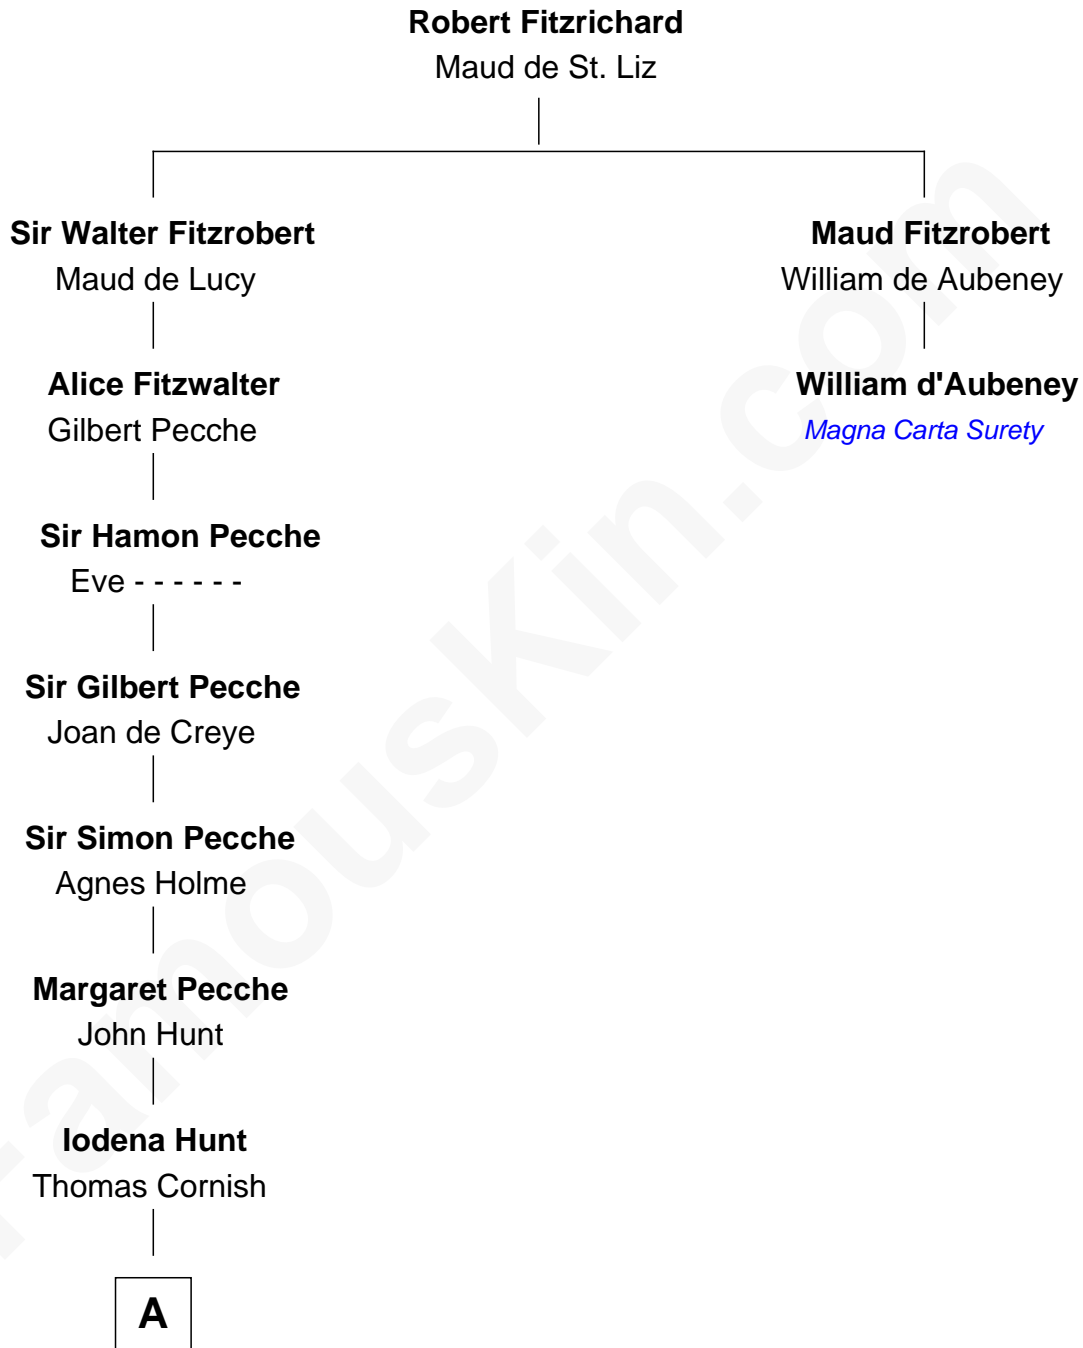 Robert Fitzrichard
Maud de St. Liz
Sir Walter Fitzrobert
Maud de Lucy
Maud Fitzrobert
William de Aubeney
Alice Fitzwalter
Gilbert Pecche
William d'Aubeney
Magna Carta Surety
Sir Hamon Pecche
Eve - - - - - -
Sir Gilbert Pecche
Joan de Creye
Sir Simon Pecche
Agnes Holme
Margaret Pecche
John Hunt
Iodena Hunt
Thomas Cornish
A
FamousKin.com